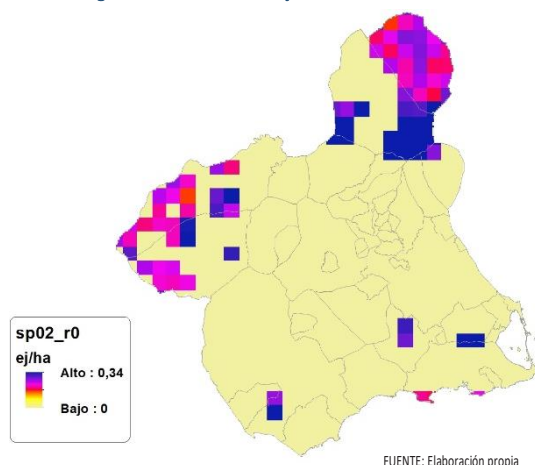 sp02_r0
ej/ha
Alto : 0,34
Bajo : 0
FUENTE: Elaboración propia